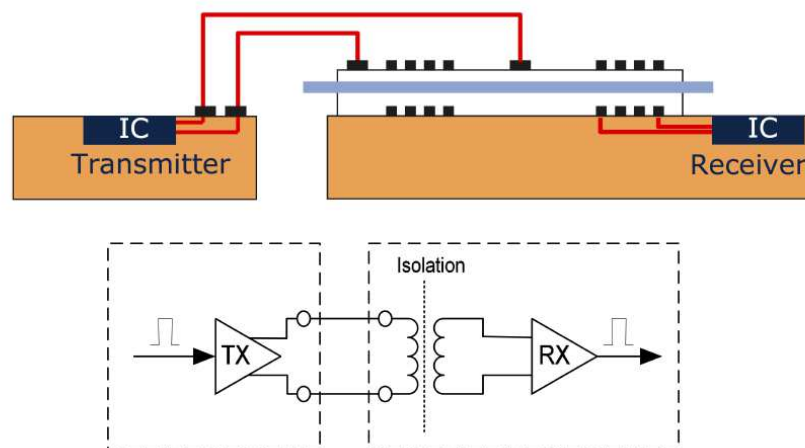 IC
Transmitter
IC
Receiver
Isolation
TX
RX